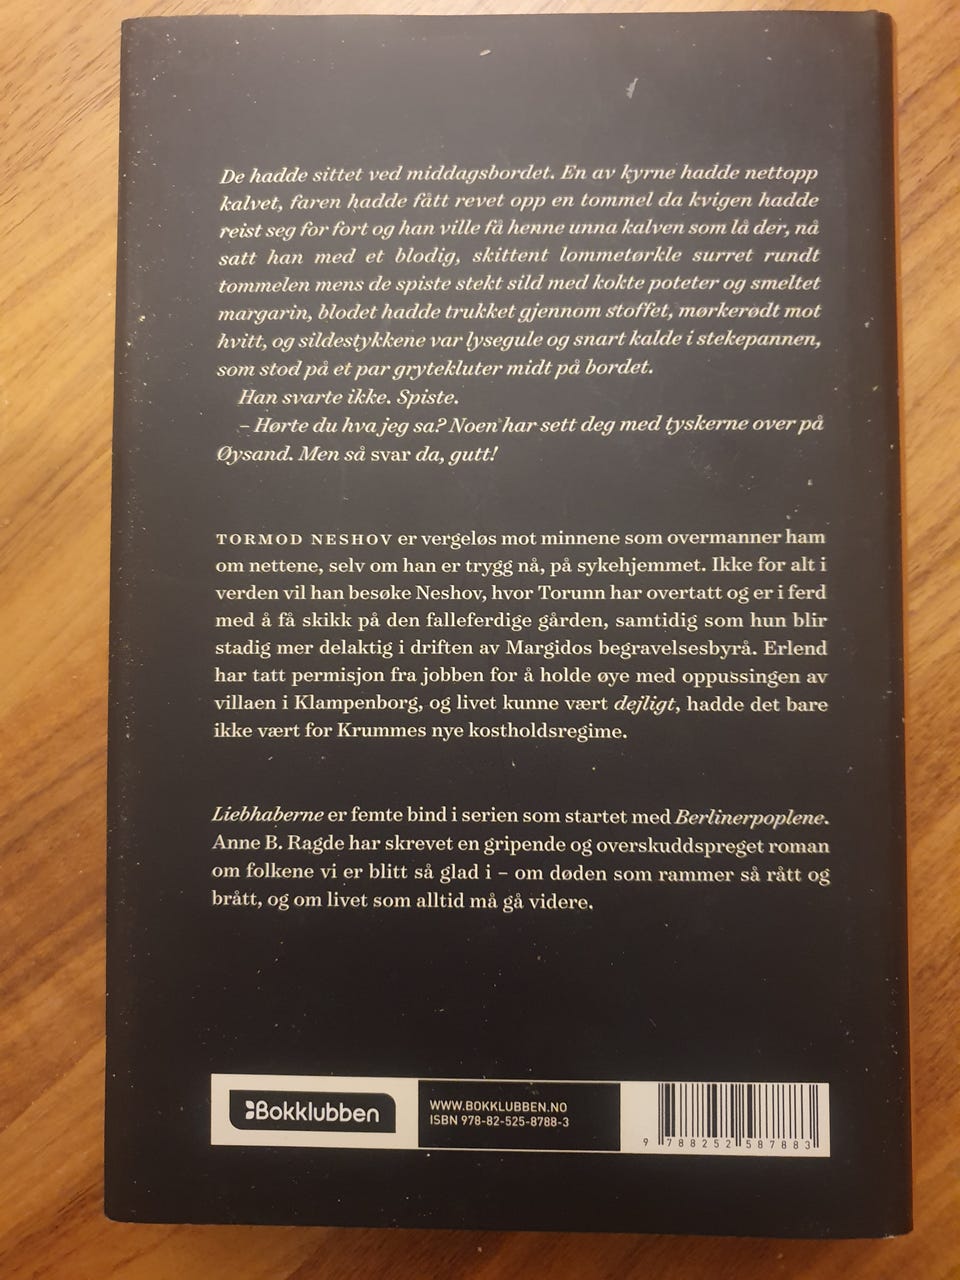 De hadde sittet ved middagsbordet. En av kyrne hadde nettopp
kalvet, faren hadde fått revet opp en tommel da kvigen hadde
reist seg for fort og han ville få henne unna kalven som lå der, nå
satt han med et blodig, skittent lommetørkle surret rundt
tommelen mens de spiste stekt sild med kokte poteter og smeltet
margarin, blodet hadde trukket gjennom stoffet, mørkerødt mot
hvitt, og sildestykkene var lysegule og snart kalde i stekepannen,
som stod på et par grytekluter midt på bordet.
Han svarte ikke. Spiste.
– Hørte du hva jeg sa? Noen har sett deg med tyskerne over på
Øysand. Men så svar da, gutt!
TORMOD NESHOV er vergeløs mot minnene som overmanner ham
om nettene, selv om han er trygg nå, på sykehjemmet. Ikke for alt i
verden vil han besøke Neshov, hvor Torunn har overtatt og er i ferd
med å få skikk på den falleferdige gården, samtidig som hun blir
stadig mer delaktig i driften av Margidos begravelsesbyrå. Erlend
har tatt permisjon fra jobben for å holde øye med oppussingen av
villaen i Klampenborg, og livet kunne vært dejligt, hadde det bare
ikke vært for Krummes nye kostholdsregime.
Liebhaberne er femte bind i serien som startet med Berlinerpoplene.
Anne B. Ragde har skrevet en gripende og overskuddspreget roman
om folkene vi er blitt så glad i – om døden som rammer så rått og
brått, og om livet som alltid må gå videre.
Bokklubben
WWW.BOKKLUBBEN.NO
ISBN 978-82-525-8788-3
9 788252 587883